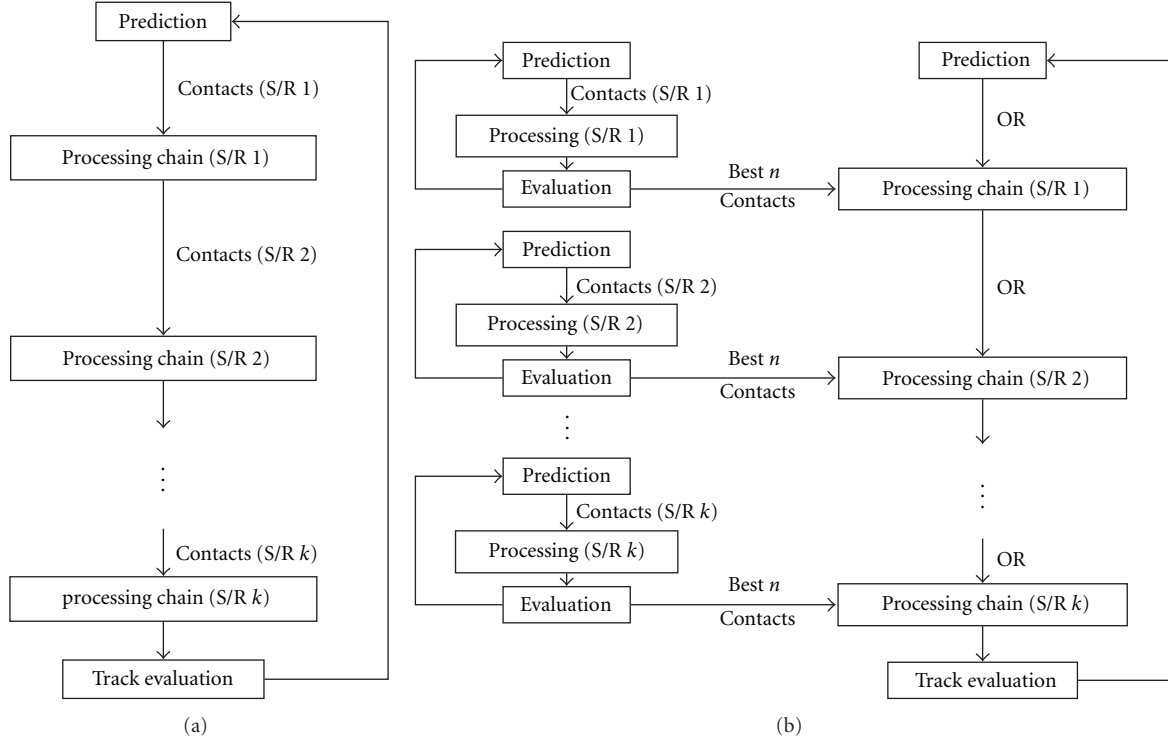 Prediction
Contacts (S/R 1)
Processing chain (S/R 1)
Contacts (S/R 2)
Processing chain (S/R 2)
Contacts (S/R k)
processing chain (S/R k)
Track evaluation
(a)
Prediction
Contacts (S/R 1)
Processing (S/R 1)
Evaluation
Best n
Contacts
Prediction
Contacts (S/R 2)
Processing (S/R 2)
Evaluation
Best n
Contacts
Prediction
Contacts (S/R k)
Processing (S/R k)
Evaluation
Best n
Contacts
Prediction
OR
Processing chain (S/R 1)
OR
Processing chain (S/R 2)
OR
Processing chain (S/R k)
Track evaluation
(b)